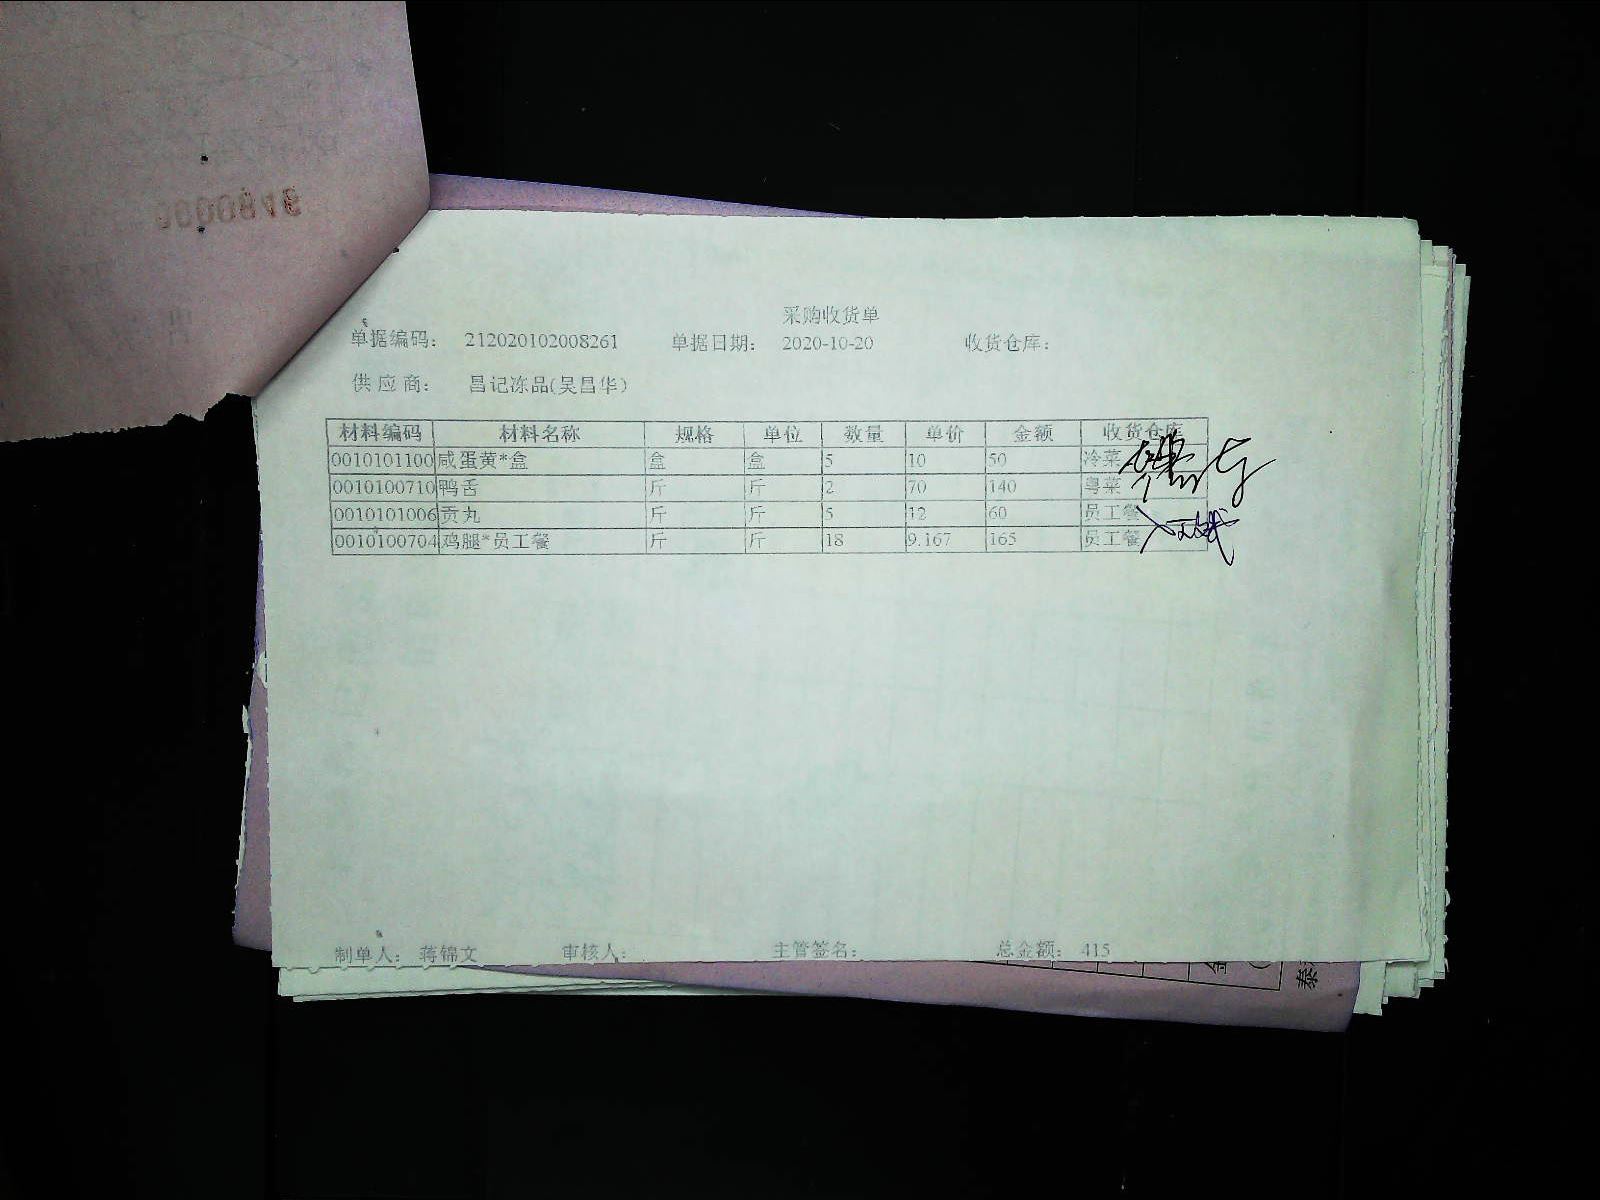 采购收货单
单据编码： 212020102008261 单据日期： 2020-10-20 收货仓库：
供应商： 昌记冻品(吴昌华)
材料编码 材料名称 规格 单位 数量 单价 金额 收货仓库
0010101100 咸蛋黄*盒 盒 盒 5 10 50 冷菜
0010100710 鸭舌 斤 斤 2 70 140 粤菜
0010101006 贡丸 斤 斤 5 12 60 员工餐
0010100704 鸡腿*员工餐 斤 斤 18 9.167 165 员工餐
制单人： 蒋锦文 审核人： 主管签名： 总金额： 415